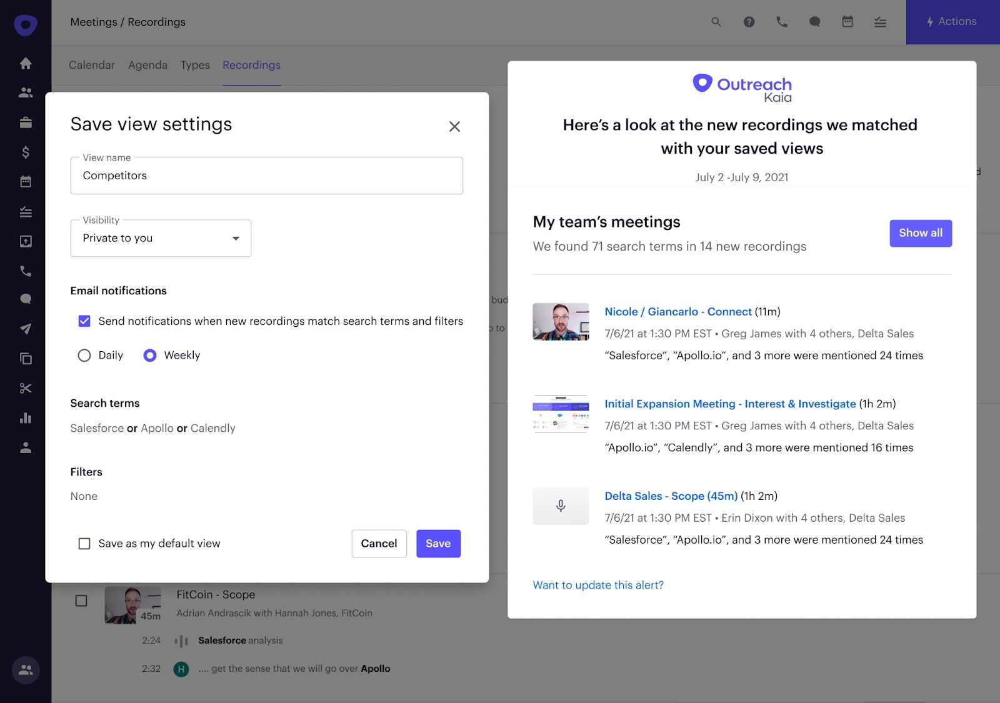 Meetings / Recordings
Actions
Calendar Agenda Types Recordings
Save view settings
View name
Competitors
Visibility
Private to you
Email notifications
Send notifications when new recordings match search terms and filters
Daily Weekly
Search terms
Salesforce or Apollo or Calendly
Filters
None
Save as my default view
Cancel
Save
bud
o to
d
FitCoin - Scope
45m
Adrian Andrascik with Hannah Jones, FitCoin
2:24 Salesforce analysis
2:32 H .... get the sense that we will go over Apollo
Outreach
Kaia
Here’s a look at the new recordings we matched
with your saved views
July 2 -July 9, 2021
My team’s meetings
We found 71 search terms in 14 new recordings
Show all
Nicole / Giancarlo - Connect (11m)
7/6/21 at 1:30 PM EST • Greg James with 4 others, Delta Sales
“Salesforce”, “Apollo.io”, and 3 more were mentioned 24 times
Initial Expansion Meeting - Interest & Investigate (1h 2m)
7/6/21 at 1:30 PM EST • Greg James with 4 others, Delta Sales
“Apollo.io”, “Calendly”, and 3 more were mentioned 16 times
Delta Sales - Scope (45m) (1h 2m)
7/6/21 at 1:30 PM EST • Erin Dixon with 4 others, Delta Sales
“Salesforce”, “Apollo.io”, and 3 more were mentioned 24 times
Want to update this alert?